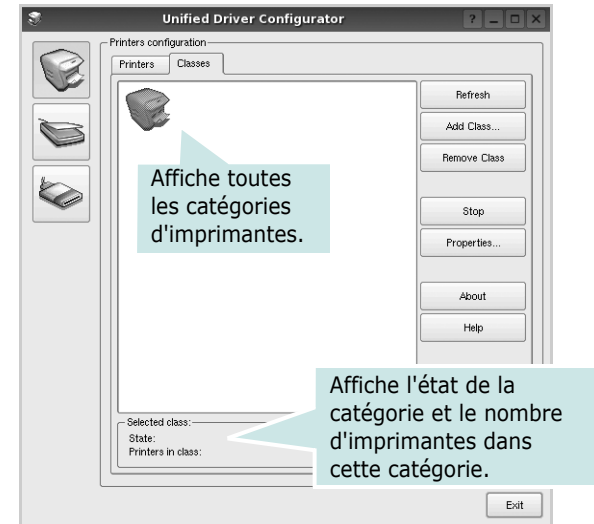 Unified Driver Configurator
Printers configuration
Printers Classes
Refresh
Add Class...
Remove Class
Stop
Properties...
About
Help
Affiche toutes
les catégories
d'imprimantes.
Selected class:
State:
Printers in class:
Affiche l'état de la
catégorie et le nombre
d'imprimantes dans
cette catégorie.
Exit